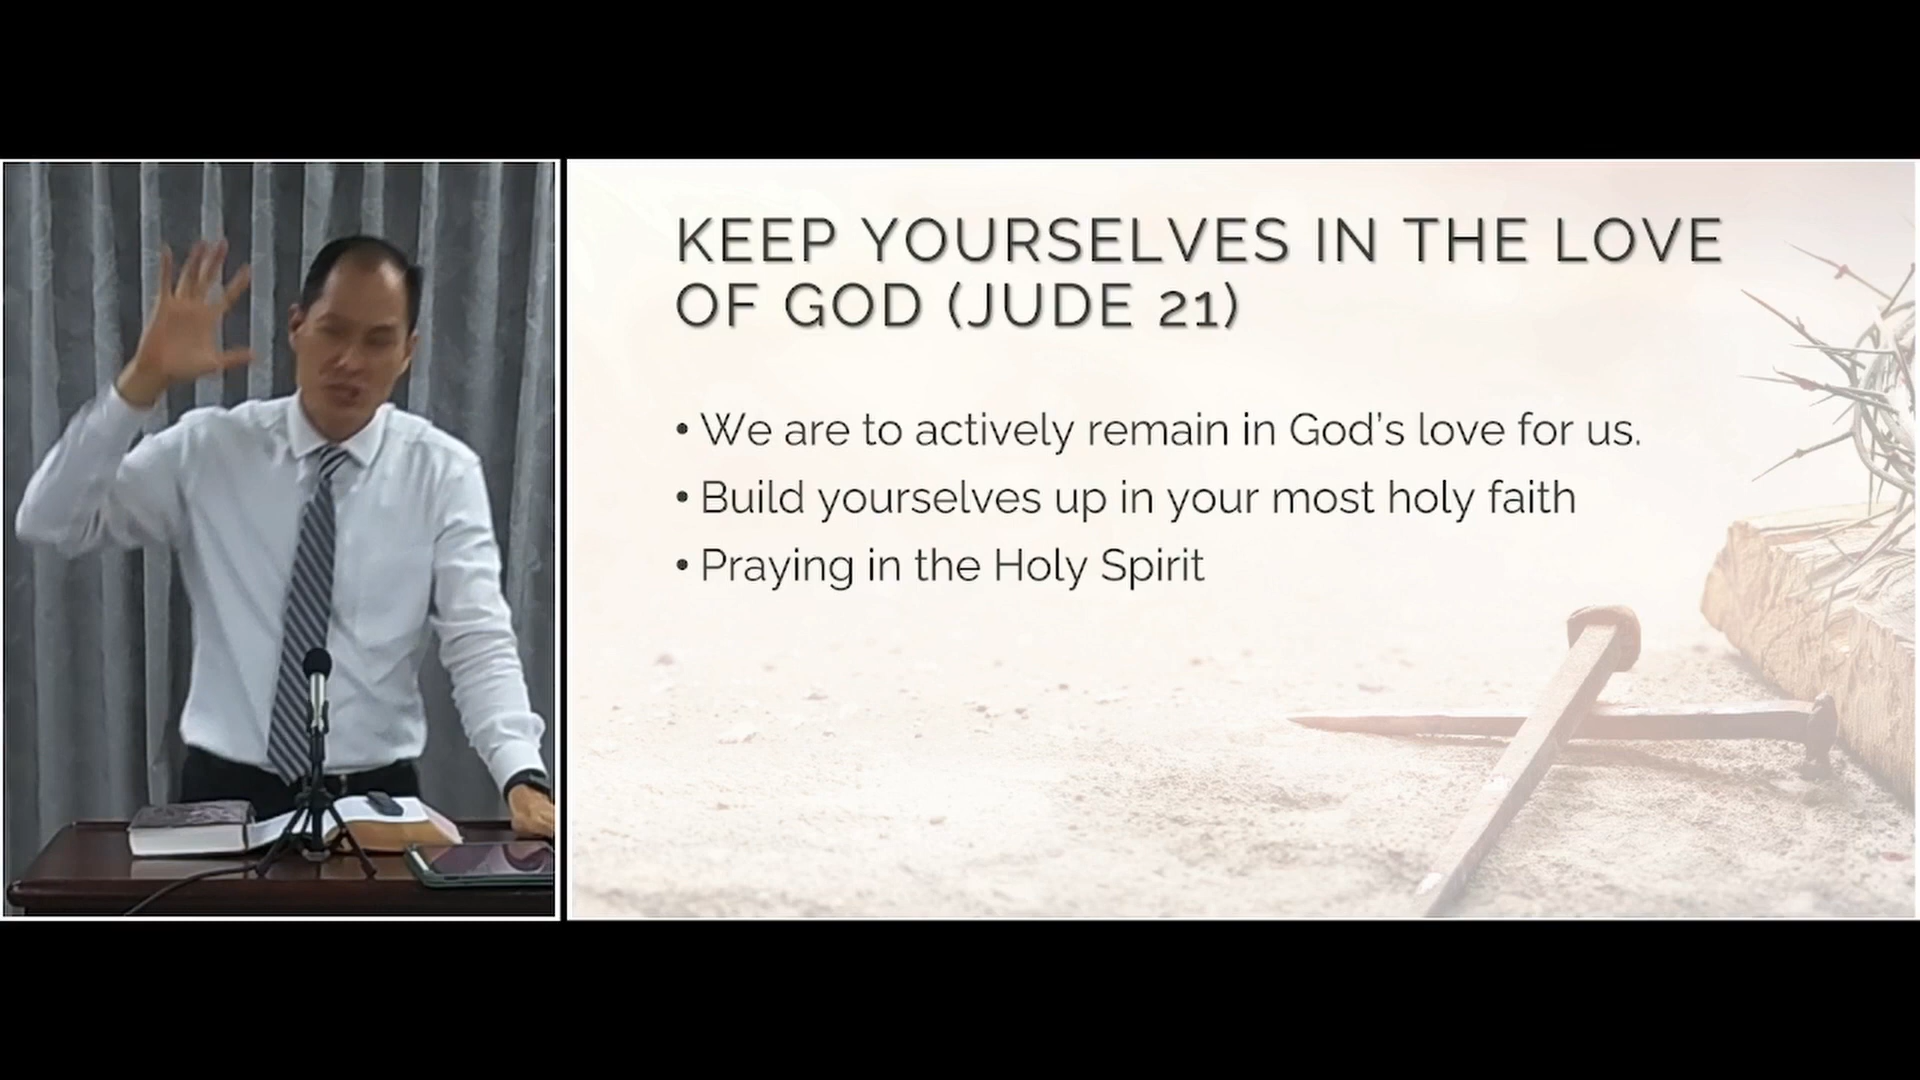 KEEP YOURSELVES IN THE LOVE
OF GOD (JUDE 21)
• We are to actively remain in God's love for us.
• Build yourselves up in your most holy faith
• Praying in the Holy Spirit